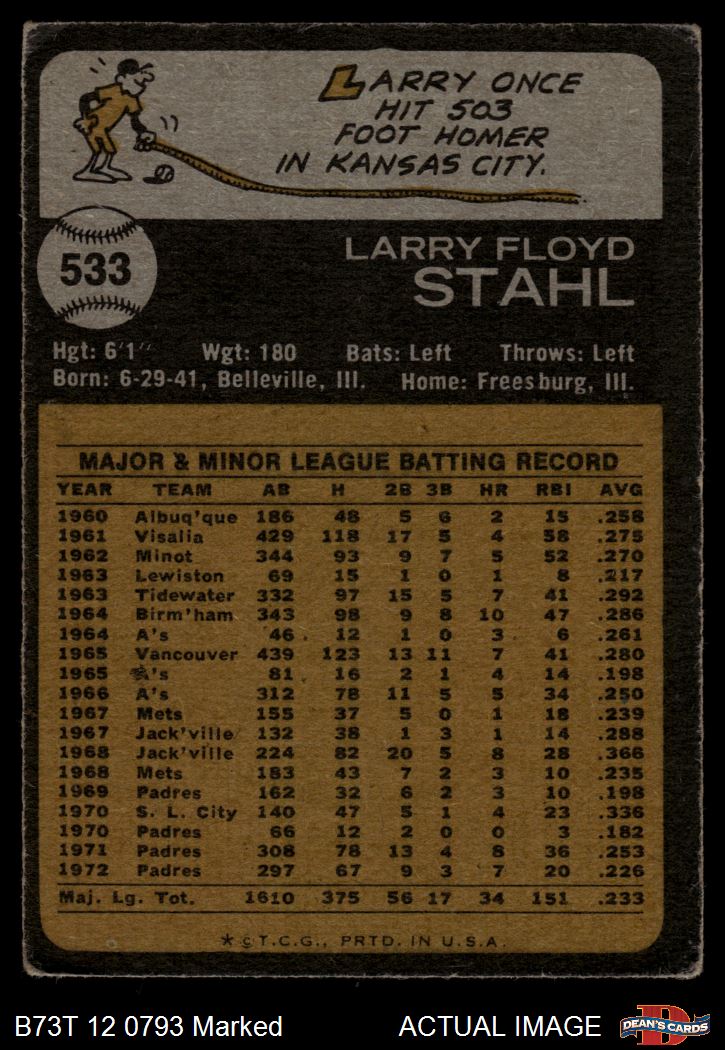 LARRY ONCE
HIT 503
FOOT HOMER
IN KANSAS CITY.
533
LARRY FLOYD
STAHL
Hgt: 6'1" Wgt: 180 Bats: Left Throws: Left
Born: 6-29-41, Belleville, Ill. Home: Freesburg, Ill.
MAJOR & MINOR LEAGUE BATTING RECORD
YEAR TEAM AB H 2B 3B HR RBI AVG
1960 Albuq'que 186 48 5 6 2 15 .258
1961 Visalia 429 118 17 5 4 58 .275
1962 Minot 344 93 9 7 5 52 .270
1963 Lewiston 69 15 1 0 1 8 .217
1963 Tidewater 332 97 15 5 7 41 .292
1964 Birm'ham 343 98 9 8 10 47 .286
1964 A's 46 12 1 0 3 6 .261
1965 Vancouver 439 123 13 11 7 41 .280
1965 A's 81 16 2 1 4 14 .198
1966 A's 312 78 11 5 5 34 .250
1967 Mets 155 37 5 0 1 18 .239
1967 Jack'ville 132 38 1 3 1 14 .288
1968 Jack'ville 224 82 20 5 8 28 .366
1968 Mets 183 43 7 2 3 10 .235
1969 Padres 162 32 6 2 3 10 .198
1970 S. L. City 140 47 5 1 4 23 .336
1970 Padres 66 12 2 0 0 3 .182
1971 Padres 308 78 13 4 8 36 .253
1972 Padres 297 67 9 3 7 20 .226
Maj. Lg. Tot. 1610 375 56 17 34 151 .233
* © T.C.G., PRTD. IN U.S.A.
B73T 12 0793 Marked ACTUAL IMAGE
D
DEAN'S CARDS